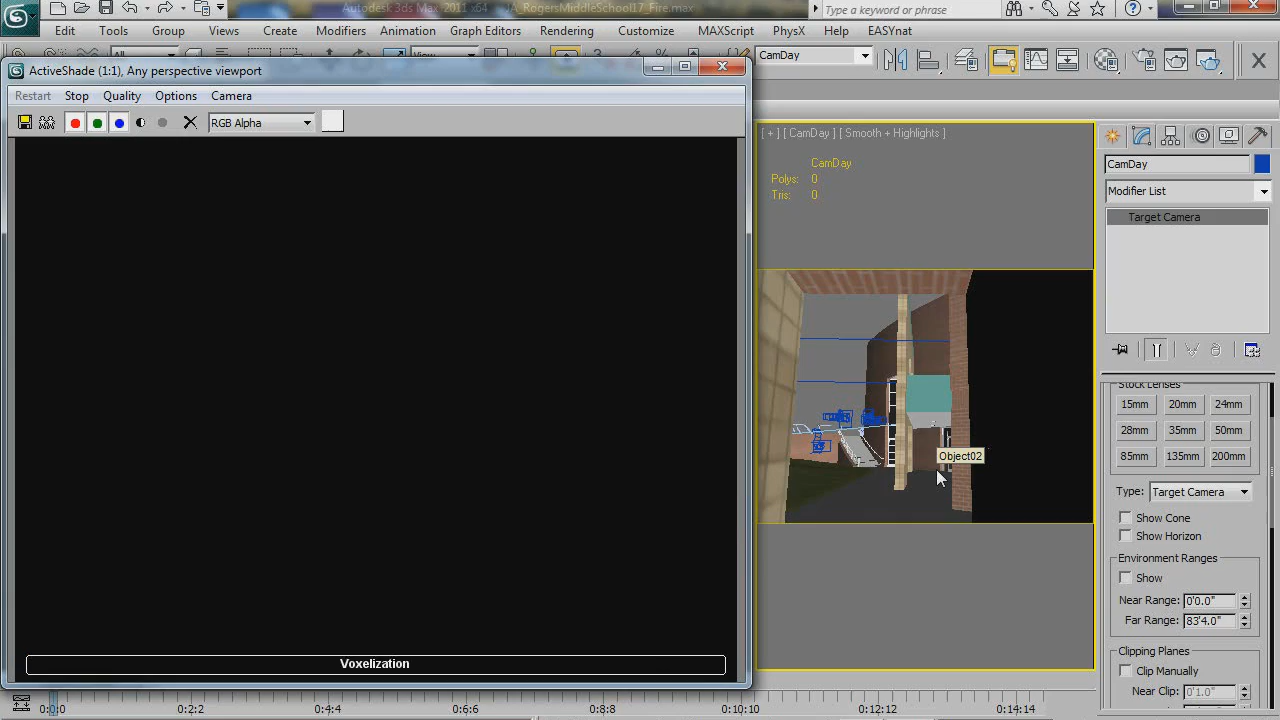 Autodesk 3ds Max 2011 x64 JA_RogersMiddleSchool17_Fire.max
Type a keyword or phrase
Edit Tools Group Views Create Modifiers Animation Graph Editors Rendering Customize MAXScript PhysX Help EASYnat
All View 3 CamDay
ActiveShade (1:1), Any perspective viewport
Restart Stop Quality Options Camera
RGB Alpha
[ + ] [ CamDay ] [ Smooth + Highlights ]
CamDay
Polys: 0
Tris: 0
Object02
Voxelization
CamDay
Modifier List
Target Camera
Stock Lenses
15mm 20mm 24mm
28mm 35mm 50mm
85mm 135mm 200mm
Type: Target Camera
Show Cone
Show Horizon
Environment Ranges
Show
Near Range: 0'0.0"
Far Range: 83'4.0"
Clipping Planes
Clip Manually
Near Clip: 0'1.0"
0:0:0 0:2:2 0:4:4 0:6:6 0:8:8 0:10:10 0:12:12 0:14:14